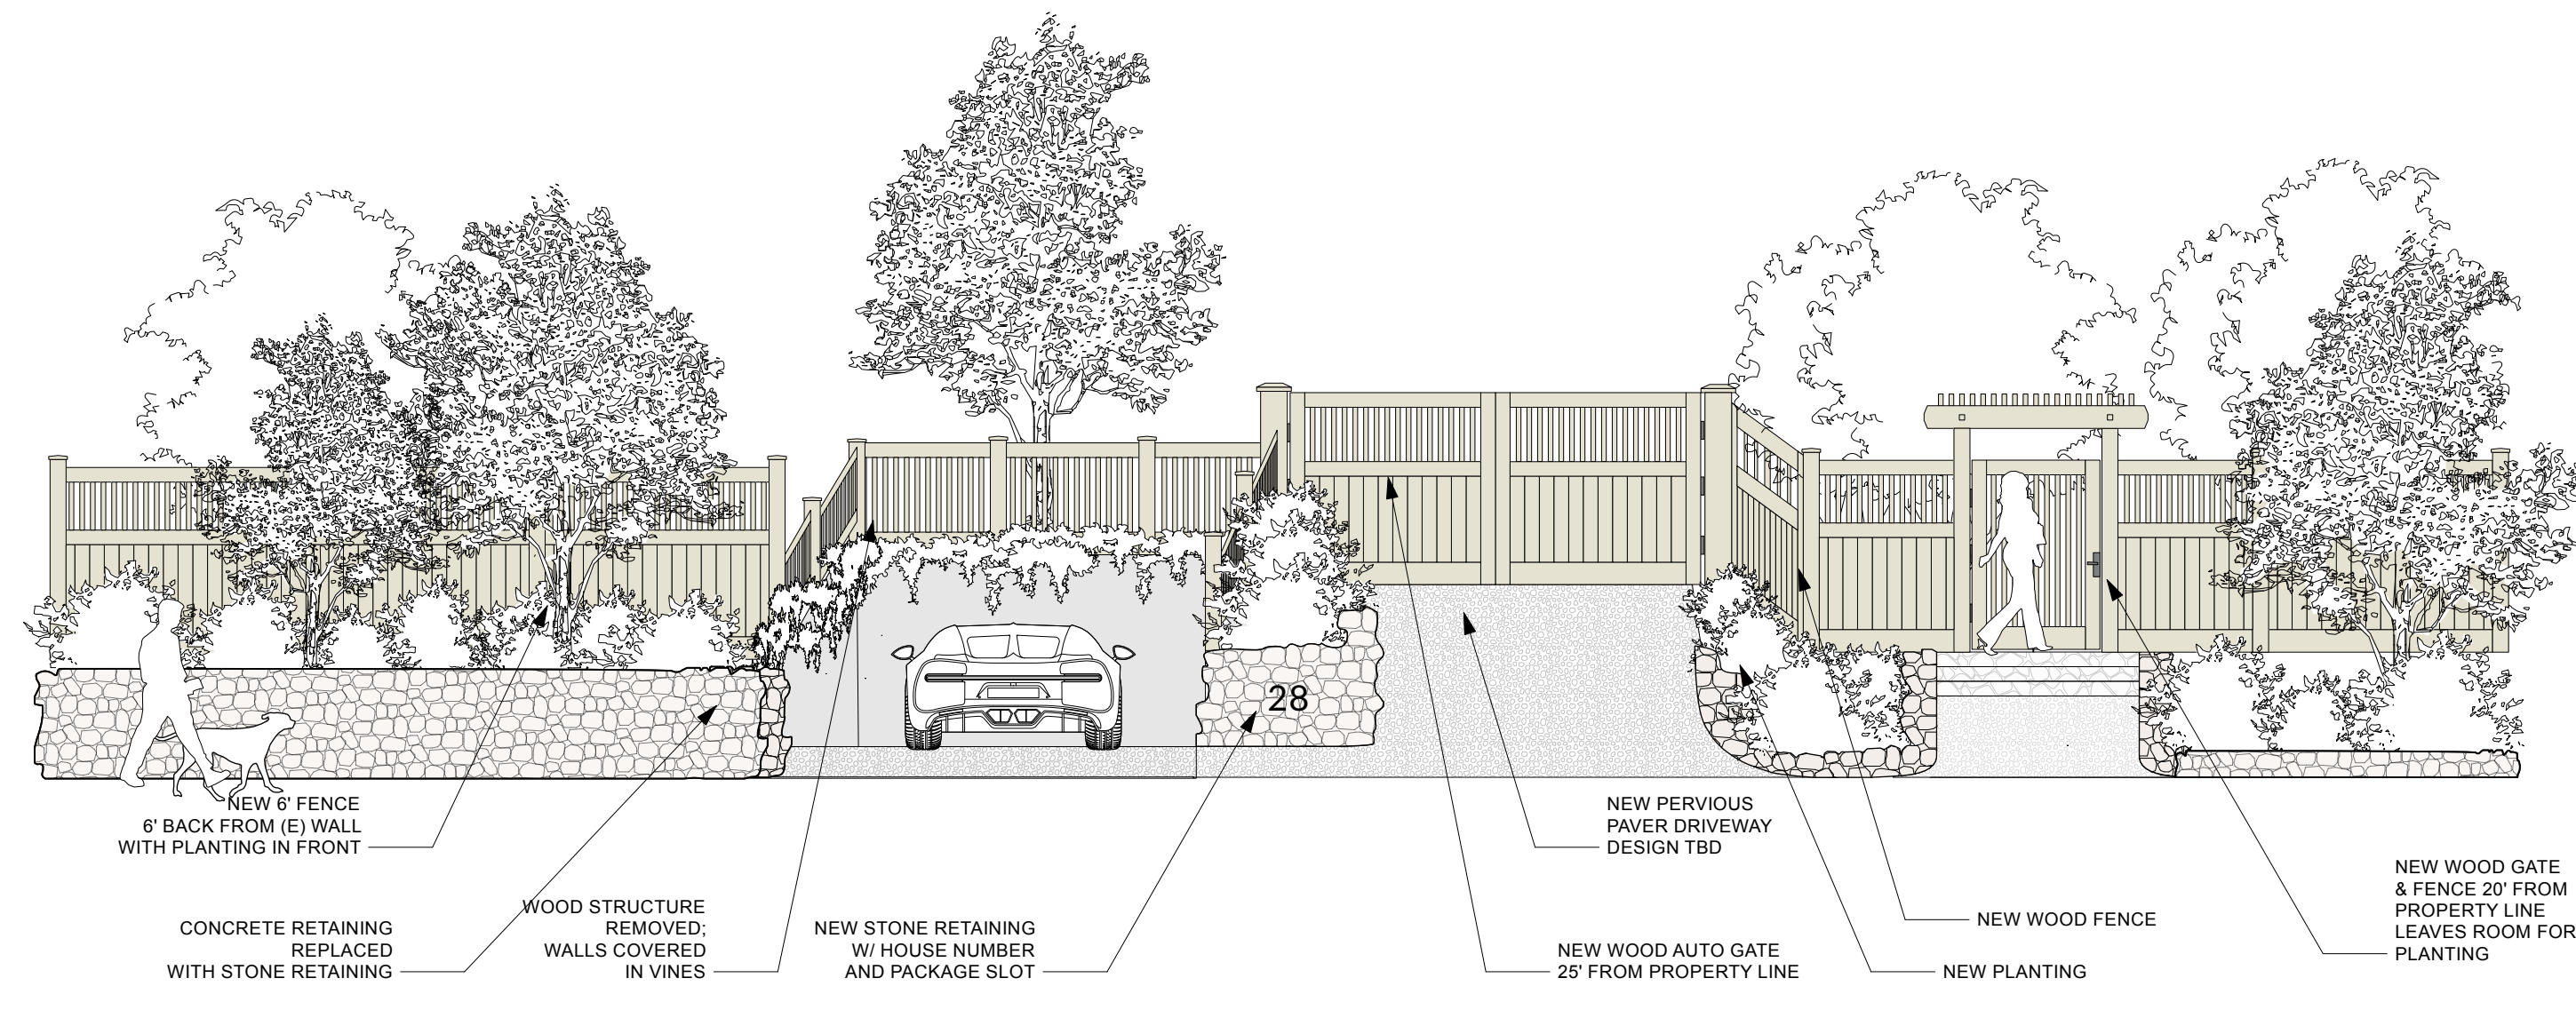 28
NEW 6' FENCE
6' BACK FROM (E) WALL
WITH PLANTING IN FRONT
CONCRETE RETAINING
REPLACED
WITH STONE RETAINING
WOOD STRUCTURE
REMOVED;
WALLS COVERED
IN VINES
NEW STONE RETAINING
W/ HOUSE NUMBER
AND PACKAGE SLOT
NEW WOOD AUTO GATE
25' FROM PROPERTY LINE
NEW PERVIOUS
PAVER DRIVEWAY
DESIGN TBD
NEW PLANTING
NEW WOOD FENCE
NEW WOOD GATE
& FENCE 20' FROM
PROPERTY LINE
LEAVES ROOM FOR
PLANTING